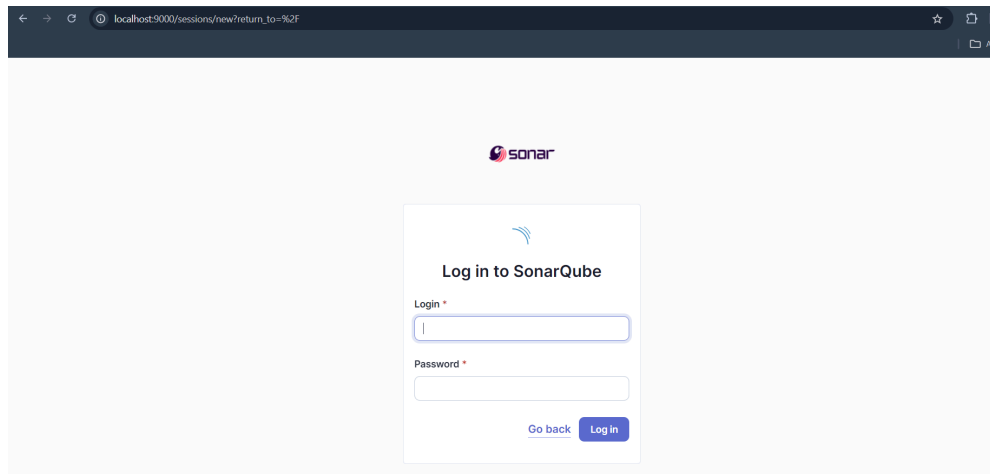 localhost:9000/sessions/new?return_to=%2F
A
sonar
Log in to SonarQube
Login *
Password *
Go back Log in